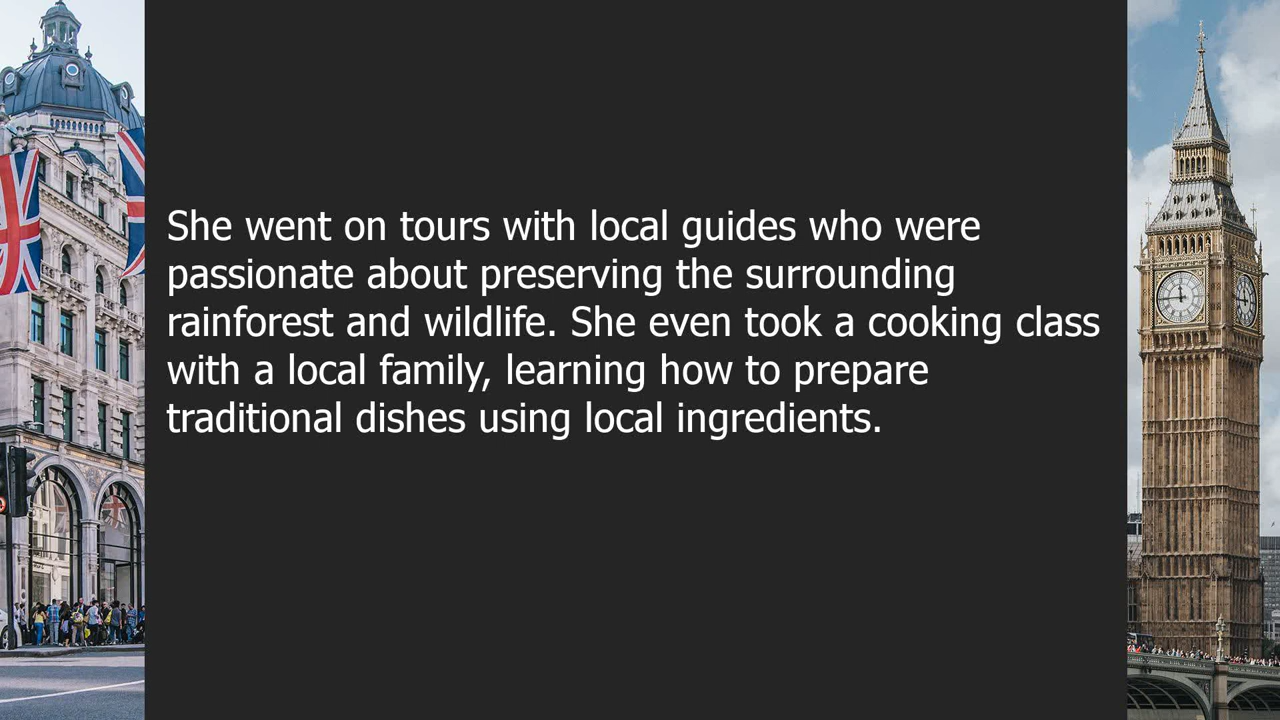 She went on tours with local guides who were
passionate about preserving the surrounding
rainforest and wildlife. She even took a cooking class
with a local family, learning how to prepare
traditional dishes using local ingredients.